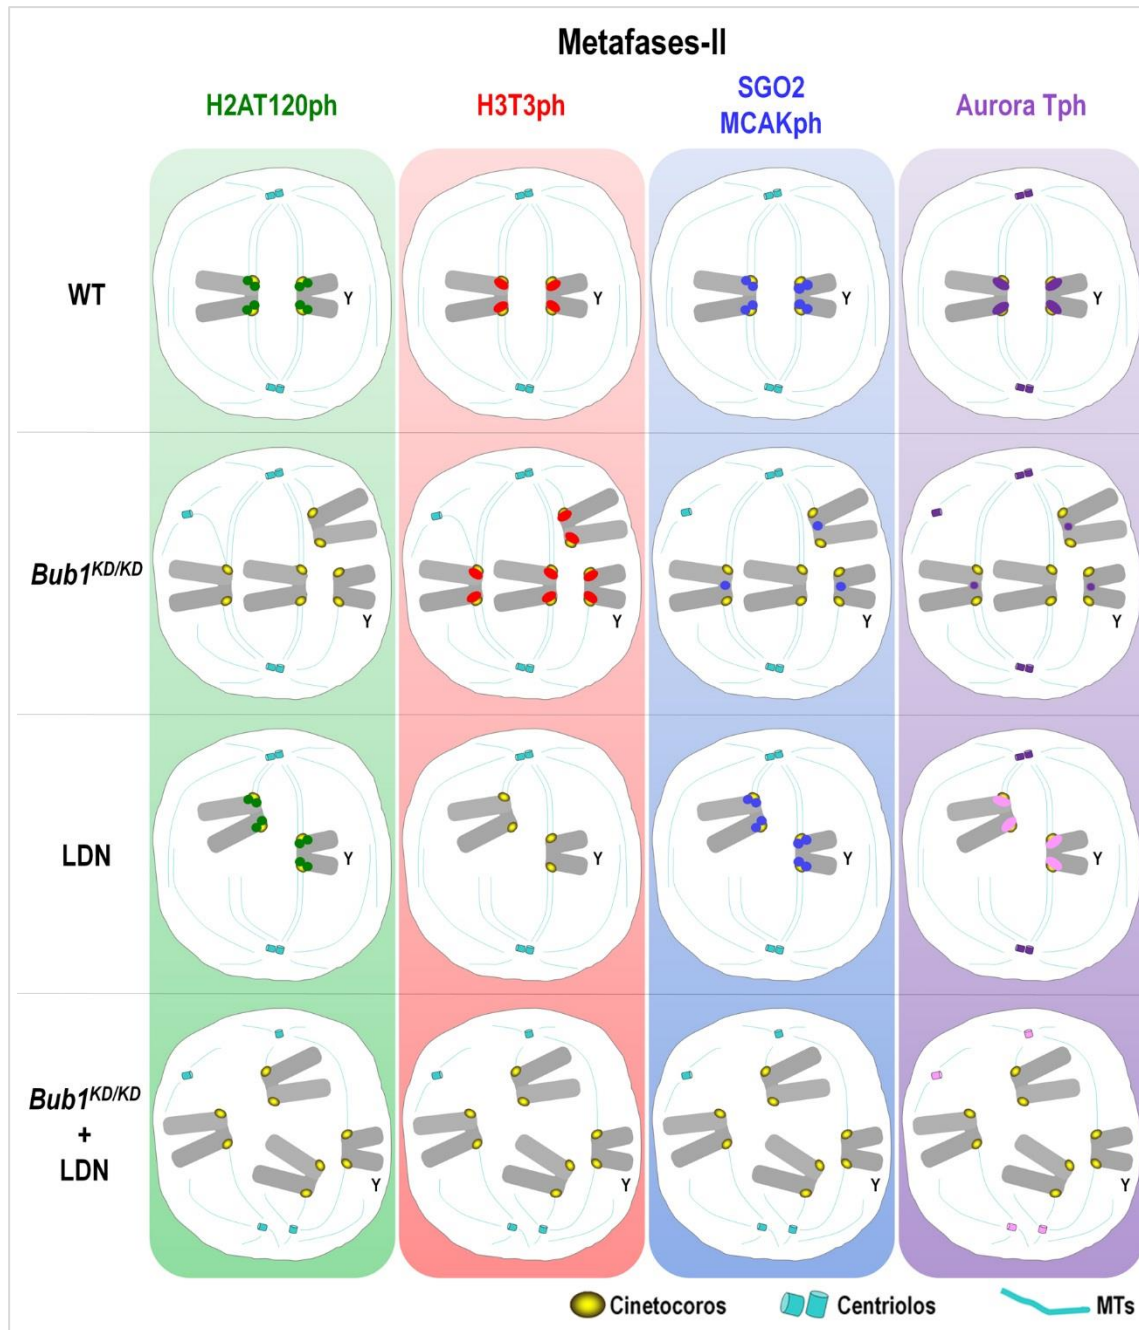 Metafases-II
H2AT120ph
H3T3ph
SGO2
MCAKph
Aurora Tph
WT
Y
Y
Y
Y
Bub1KD/KD
Y
Y
Y
Y
LDN
Y
Y
Y
Y
Bub1KD/KD
+
LDN
Y
Y
Y
Y
Cinetocoros
Centriolos
MTs